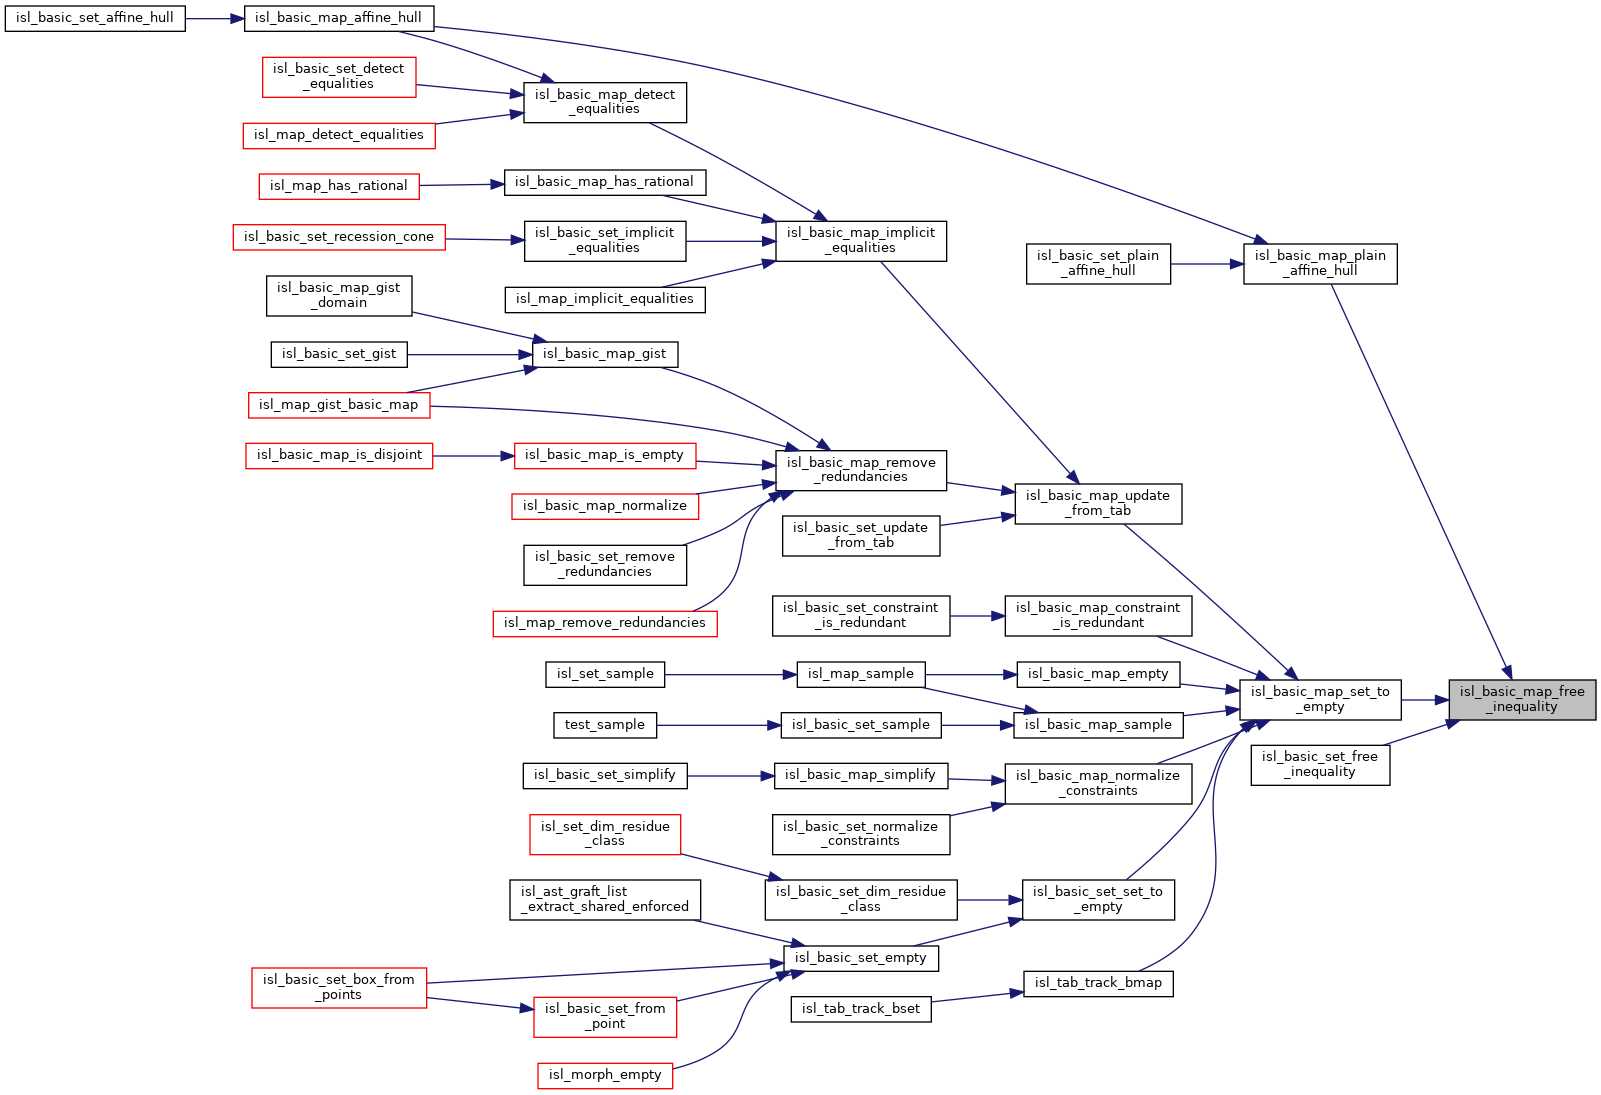 isl_basic_set_affine_hull
isl_basic_map_affine_hull
isl_basic_set_detect
_equalities
isl_map_detect_equalities
isl_basic_map_detect
_equalities
isl_map_has_rational
isl_basic_map_has_rational
isl_basic_set_recession_cone
isl_basic_set_implicit
_equalities
isl_map_implicit_equalities
isl_basic_map_implicit
_equalities
isl_basic_set_plain
_affine_hull
isl_basic_map_plain
_affine_hull
isl_basic_map_gist
_domain
isl_basic_set_gist
isl_map_gist_basic_map
isl_basic_map_gist
isl_basic_map_is_disjoint
isl_basic_map_is_empty
isl_basic_map_normalize
isl_basic_set_remove
_redundancies
isl_map_remove_redundancies
isl_basic_map_remove
_redundancies
isl_basic_set_update
_from_tab
isl_basic_map_update
_from_tab
isl_basic_set_constraint
_is_redundant
isl_basic_map_constraint
_is_redundant
isl_set_sample
isl_map_sample
isl_basic_map_empty
test_sample
isl_basic_set_sample
isl_basic_map_sample
isl_basic_map_set_to
_empty
isl_basic_map_free
_inequality
isl_basic_set_free
_inequality
isl_basic_set_simplify
isl_basic_map_simplify
isl_basic_map_normalize
_constraints
isl_basic_set_normalize
_constraints
isl_set_dim_residue
_class
isl_basic_set_dim_residue
_class
isl_basic_set_set_to
_empty
isl_ast_graft_list
_extract_shared_enforced
isl_basic_set_empty
isl_basic_set_box_from
_points
isl_basic_set_from
_point
isl_tab_track_bset
isl_tab_track_bmap
isl_morph_empty